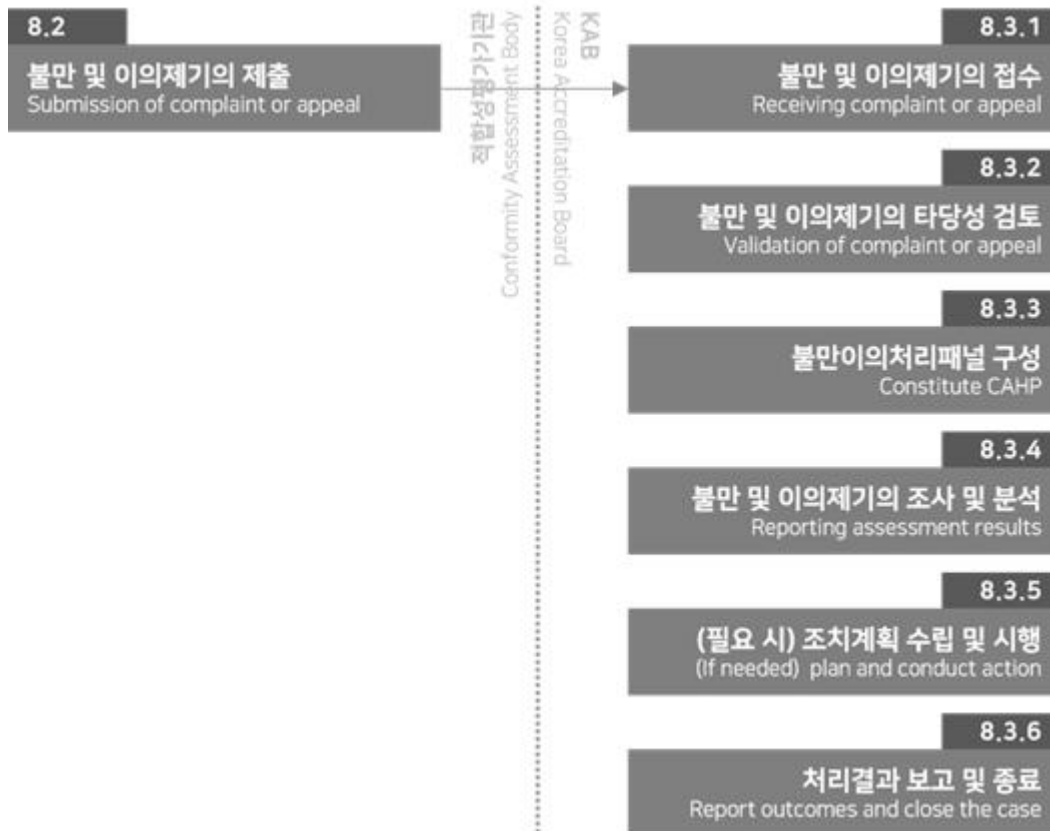 8.2
불만 및 이의제기의 제출
Submission of complaint or appeal
적합성평가기관
Conformity Assessment Body
KAB
Korea Accreditation Board
8.3.1
불만 및 이의제기의 접수
Receiving complaint or appeal
8.3.2
불만 및 이의제기의 타당성 검토
Validation of complaint or appeal
8.3.3
불만이의처리패널 구성
Constitute CAHP
8.3.4
불만 및 이의제기의 조사 및 분석
Reporting assessment results
8.3.5
(필요 시) 조치계획 수립 및 시행
(If needed) plan and conduct action
8.3.6
처리결과 보고 및 종료
Report outcomes and close the case